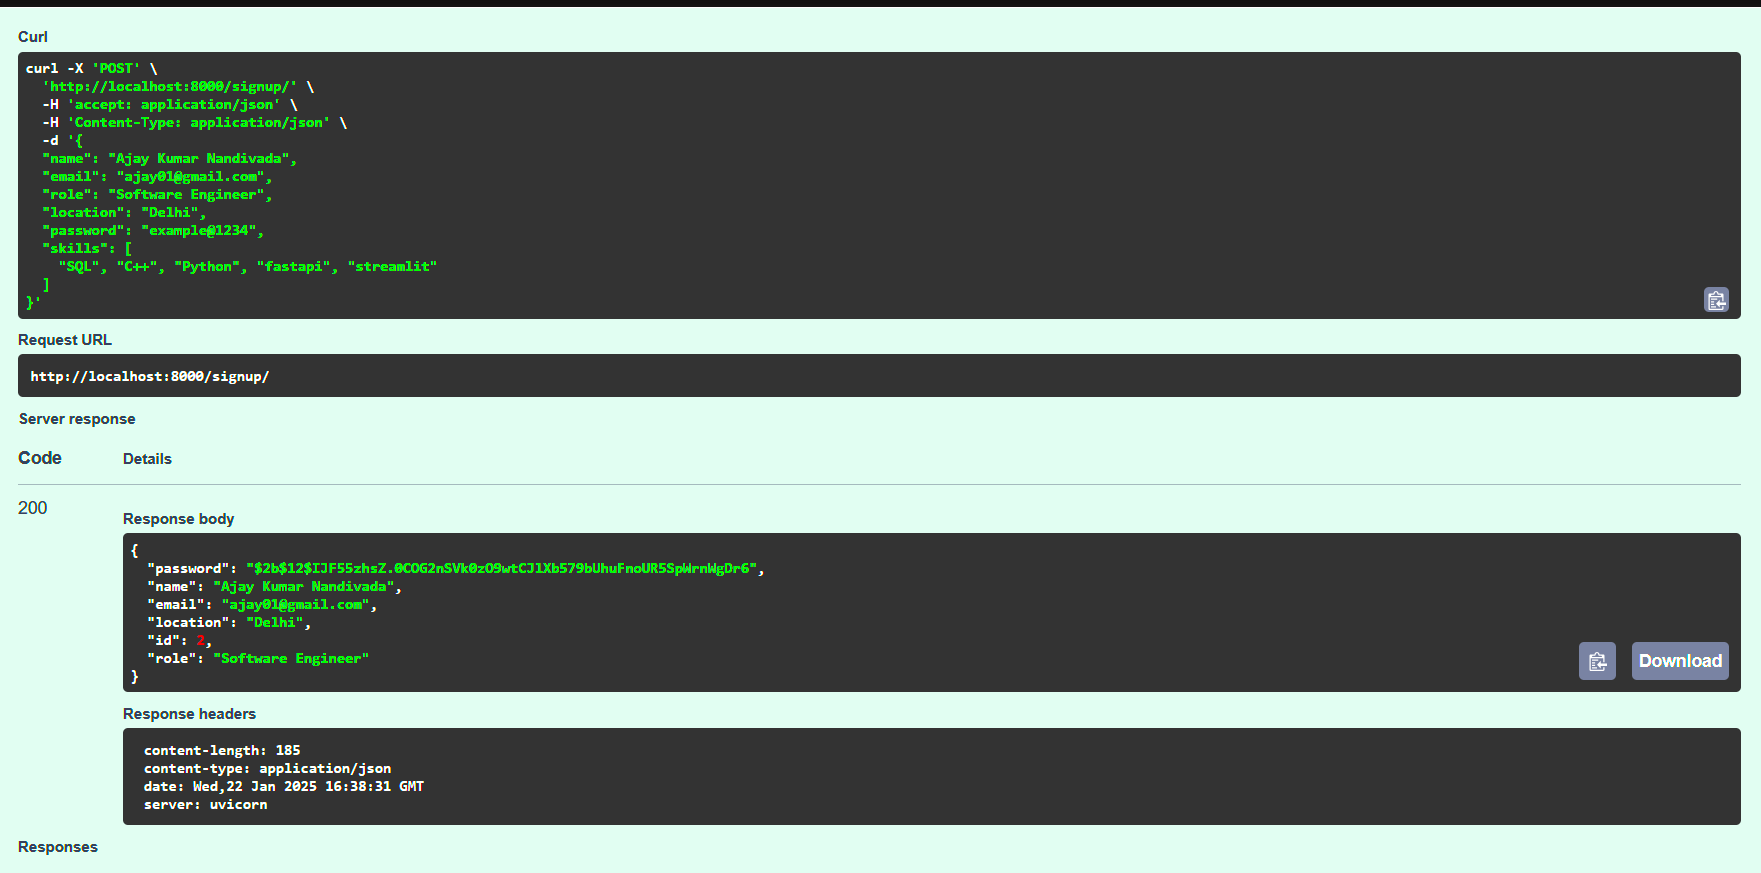 Curl
curl -X 'POST' \
'http://localhost:8000/signup/' \
-H 'accept: application/json' \
-H 'Content-Type: application/json' \
-d '{
"name": "Ajay Kumar Nandivada",
"email": "ajay01@gmail.com",
"role": "Software Engineer",
"location": "Delhi",
"password": "example@1234",
"skills": [
"SQL", "C++", "Python", "fastapi", "streamlit"
]
}'
Request URL
http://localhost:8000/signup/
Server response
Code Details
200
Response body
{
"password": "$2b$12$IJF55zhsZ.0COG2nSVk0zO9wtCJlXb579bUhuFnoUR5SpWrnWgDr6",
"name": "Ajay Kumar Nandivada",
"email": "ajay01@gmail.com",
"location": "Delhi",
"id": 2,
"role": "Software Engineer"
}
Download
Response headers
content-length: 185
content-type: application/json
date: Wed,22 Jan 2025 16:38:31 GMT
server: uvicorn
Responses